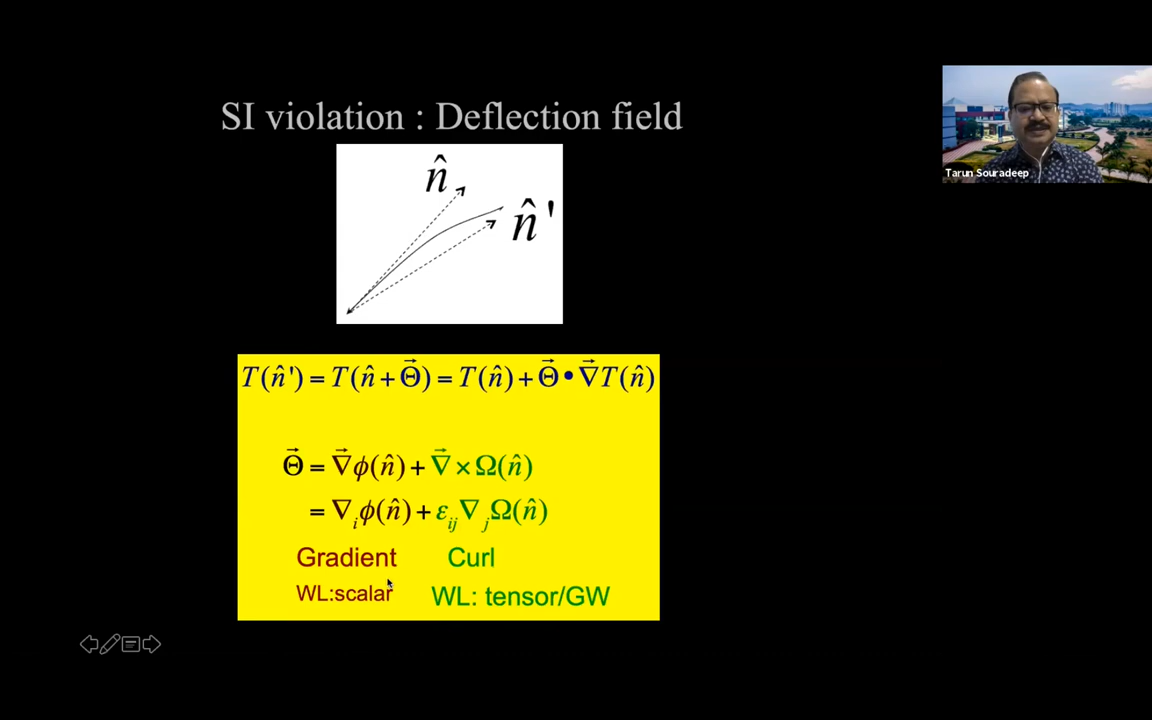 SI violation : Deflection field
n̂
n̂'
T(n̂') = T(n̂ + Θ⃗) = T(n̂) + Θ⃗ • ∇⃗T(n̂)
Θ⃗ = ∇⃗ϕ(n̂) + ∇⃗ × Ω(n̂)
= ∇ᵢϕ(n̂) + εᵢⱼ∇ⱼΩ(n̂)
Gradient Curl
WL:scalar WL: tensor/GW
Tarun Souradeep